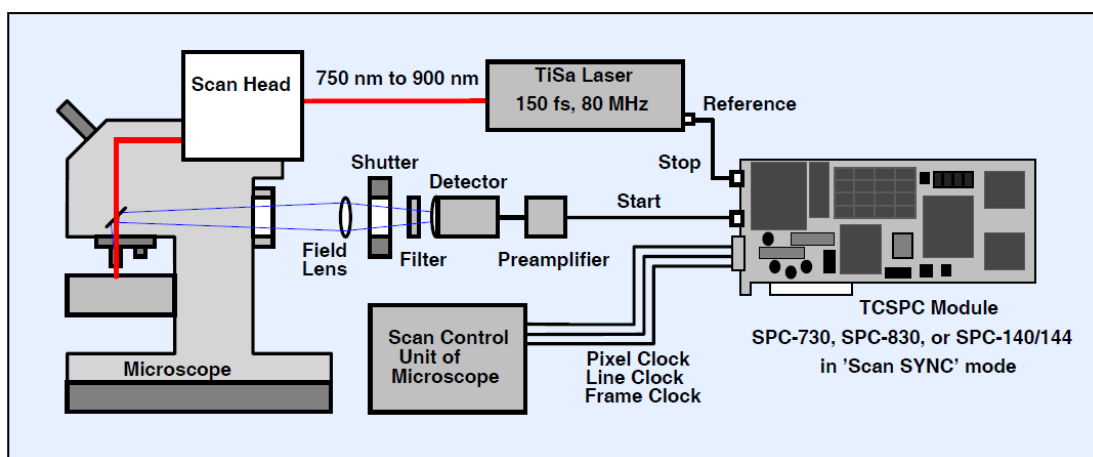 Scan Head
750 nm to 900 nm
TiSa Laser
150 fs, 80 MHz
Reference
Stop
Shutter
Detector
Start
Field
Lens
Filter
Preamplifier
Scan Control
Unit of
Microscope
Pixel Clock
Line Clock
Frame Clock
TCSPC Module
SPC-730, SPC-830, or SPC-140/144
in 'Scan SYNC' mode
Microscope